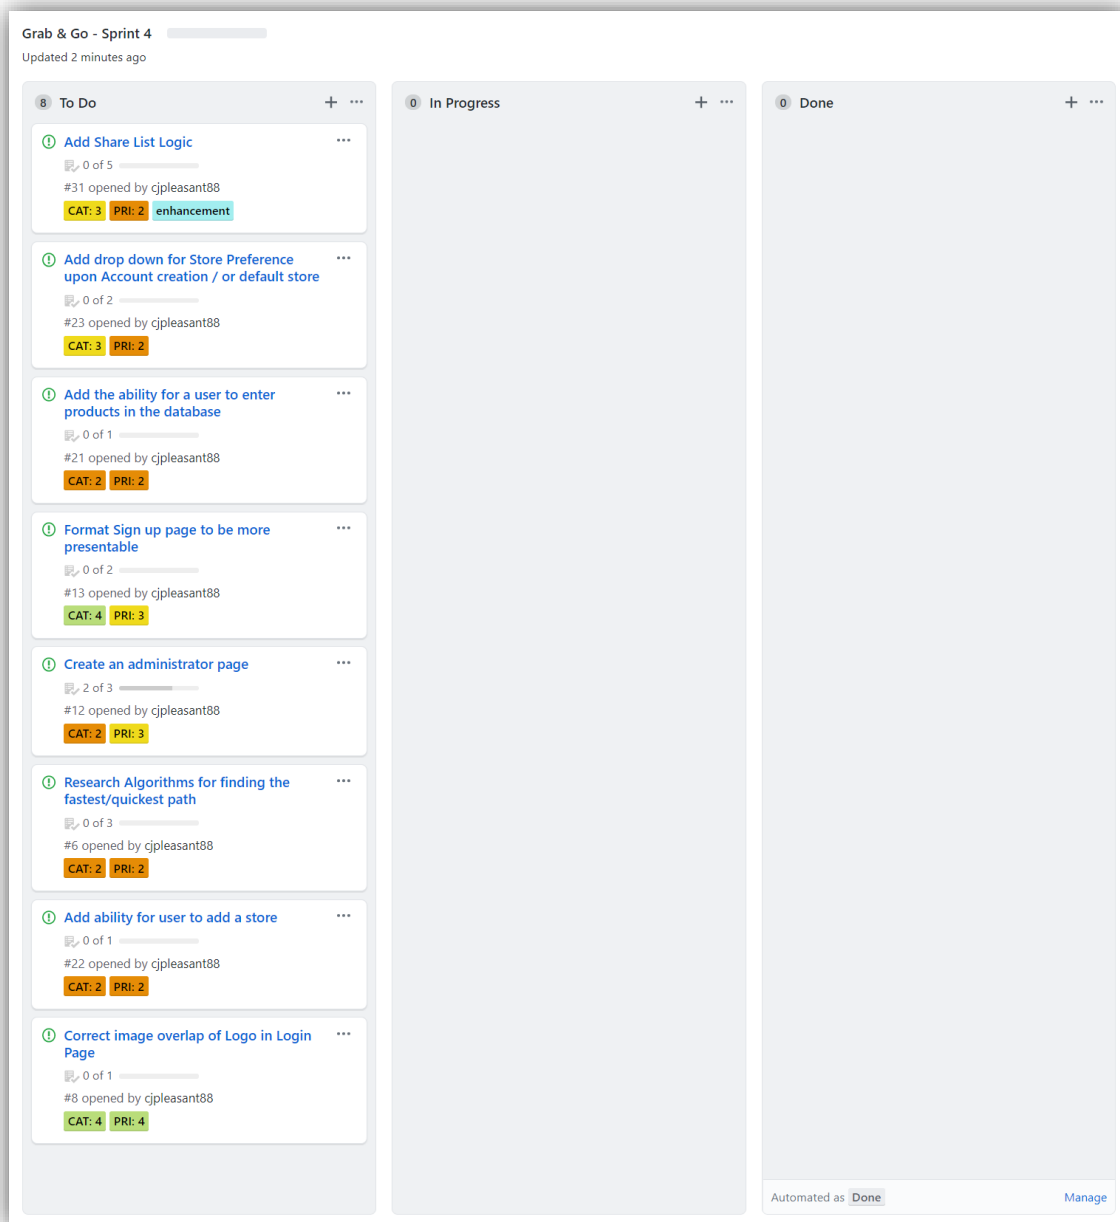 Grab & Go - Sprint 4
Updated 2 minutes ago
8 To Do
Add Share List Logic
0 of 5
#31 opened by cjpleasant88
CAT: 3 PRI: 2 enhancement
Add drop down for Store Preference
upon Account creation / or default store
0 of 2
#23 opened by cjpleasant88
CAT: 3 PRI: 2
Add the ability for a user to enter
products in the database
0 of 1
#21 opened by cjpleasant88
CAT: 2 PRI: 2
Format Sign up page to be more
presentable
0 of 2
#13 opened by cjpleasant88
CAT: 4 PRI: 3
Create an administrator page
2 of 3
#12 opened by cjpleasant88
CAT: 2 PRI: 3
Research Algorithms for finding the
fastest/quickest path
0 of 3
#6 opened by cjpleasant88
CAT: 2 PRI: 2
Add ability for user to add a store
0 of 1
#22 opened by cjpleasant88
CAT: 2 PRI: 2
Correct image overlap of Logo in Login
Page
0 of 1
#8 opened by cjpleasant88
CAT: 4 PRI: 4
0 In Progress
0 Done
Automated as Done
Manage